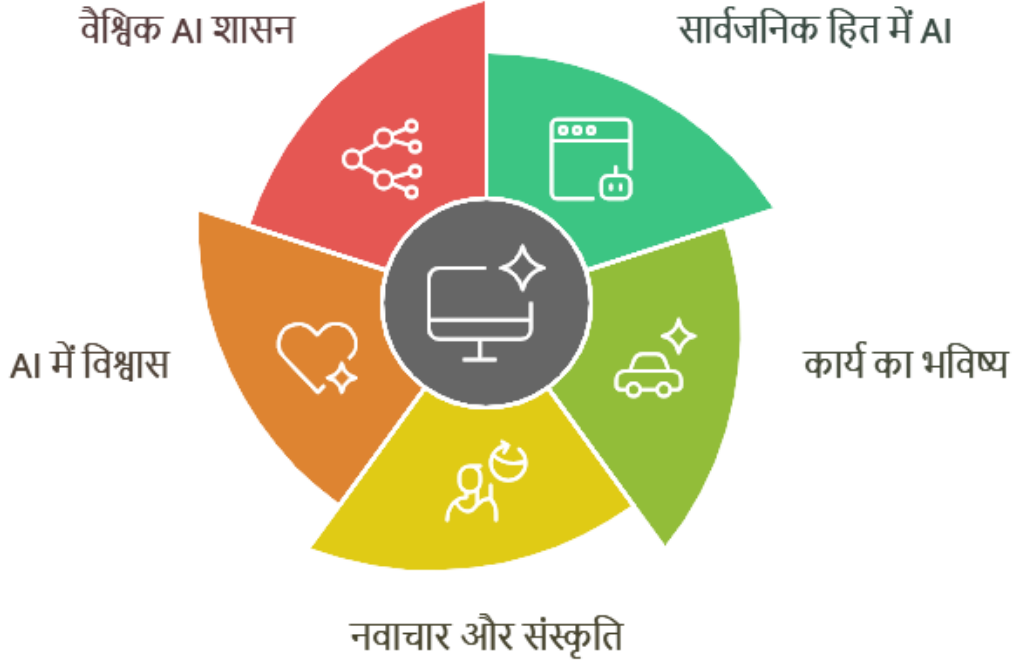 वैश्विक AI शासन
सार्वजनिक हित में AI
AI में विश्वास
कार्य का भविष्य
नवाचार और संस्कृति